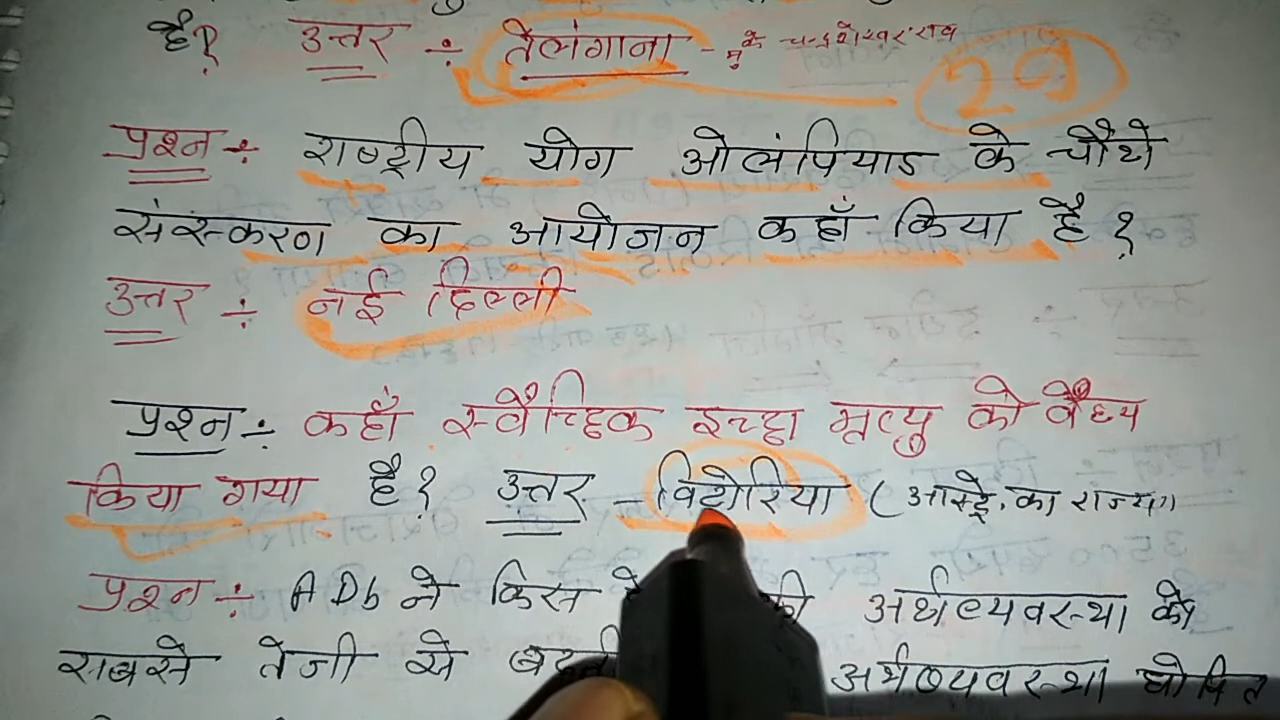 है? उत्तर ÷ तेलंगाना - मु के चन्द्रशेखर राव
29
प्रश्न ÷ राष्ट्रीय योग ओलंपियाड के चौथे
संस्करण का आयोजन कहाँ किया है ?
उत्तर ÷ नई दिल्ली
प्रश्न ÷ कहाँ स्वैच्छिक इच्छा मृत्यु को वैध्य
किया गया है ? उत्तर - विटोरिया ( आस्ट्रे. का राज्य)
प्रश्न ÷ ADb ने किस की अर्थव्यवस्था को
सबसे तेजी से अर्थव्यवस्था घोषित